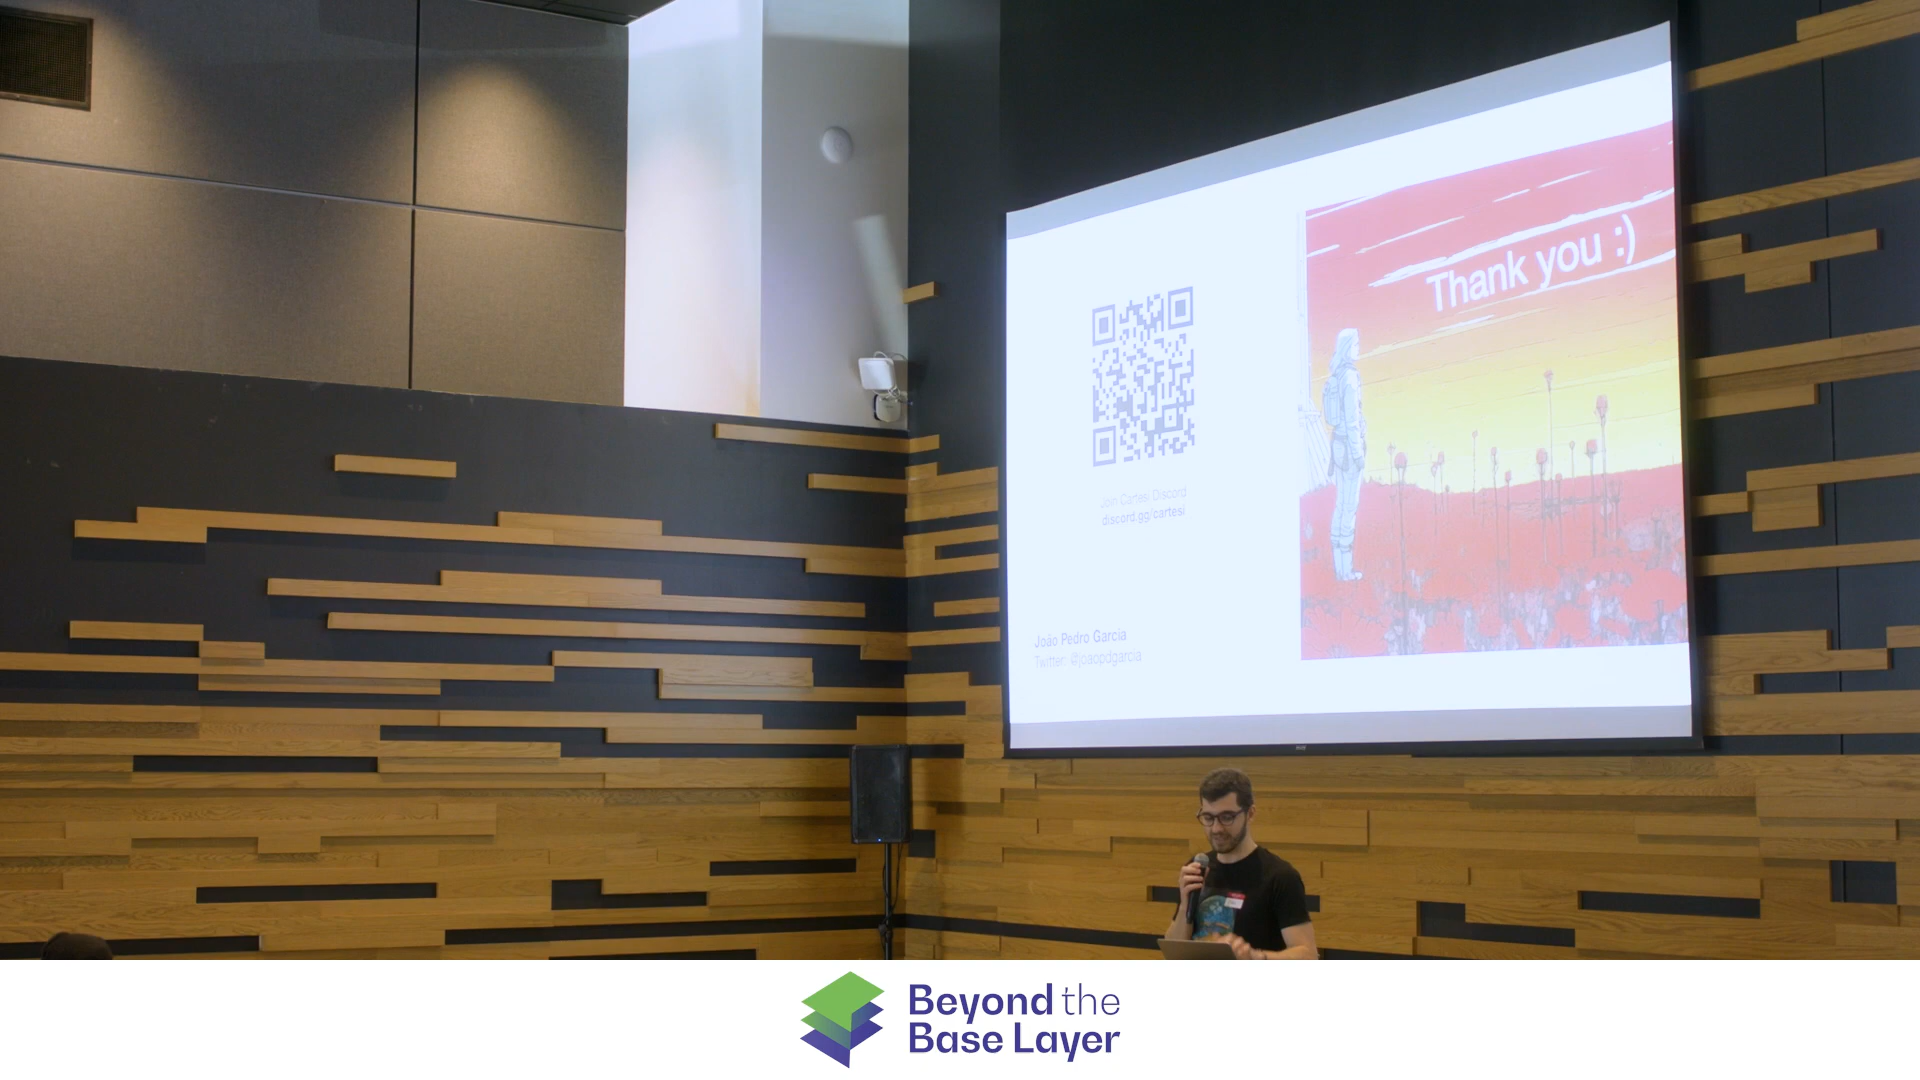 Thank you :)
Join Cartesi Discord
discord.gg/cartesi
João Pedro Garcia
Twitter: @joaopdgarcia
Beyond the
Base Layer